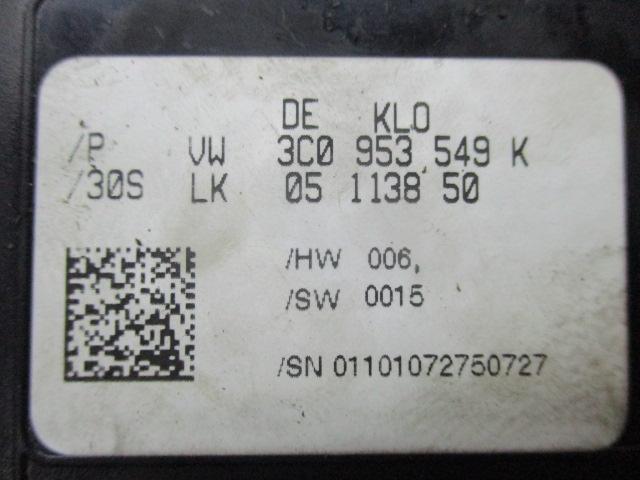 DE KLO
/P VW 3C0 953 549 K
/30S LK 05 1138 50
/HW 006,
/SW 0015
/SN 01101072750727